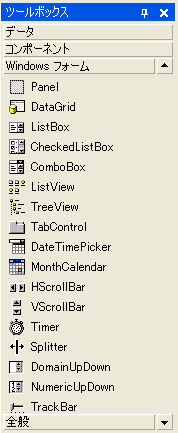 ツールボックス
データ
コンポーネント
Windows フォーム
Panel
DataGrid
ListBox
CheckedListBox
ComboBox
ListView
TreeView
TabControl
DateTimePicker
MonthCalendar
HScrollBar
VScrollBar
Timer
Splitter
DomainUpDown
NumericUpDown
TrackBar
全般